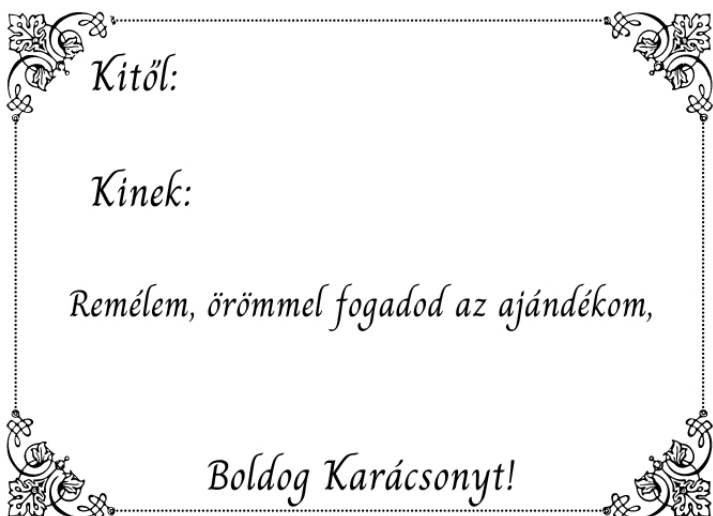 Kitől:
Kinek:
Remélem, örömmel fogadod az ajándékom,
Boldog Karácsonyt!